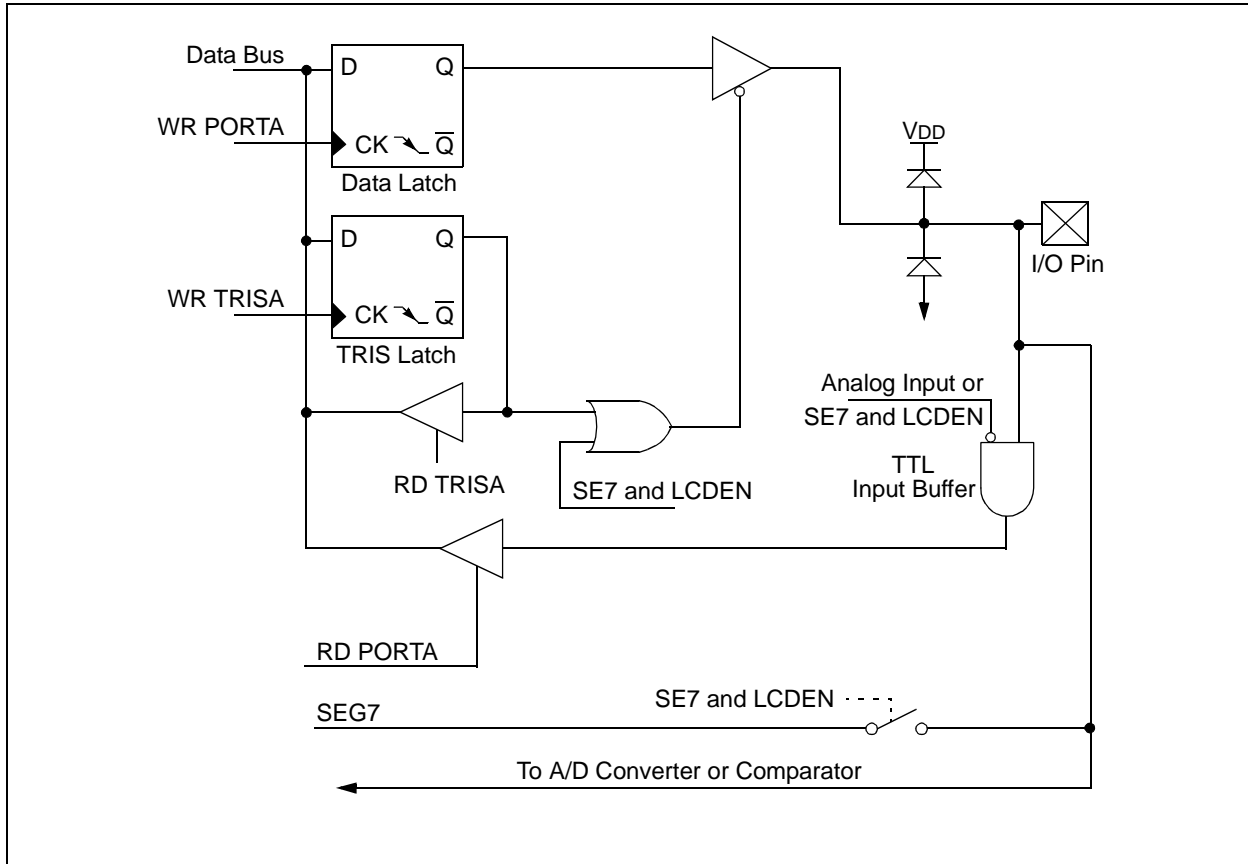 Data Bus
D Q
WR PORTA
CK Q̅
Data Latch
VDD
D Q
I/O Pin
WR TRISA
CK Q̅
TRIS Latch
Analog Input or
SE7 and LCDEN
TTL
Input Buffer
RD TRISA
SE7 and LCDEN
RD PORTA
SE7 and LCDEN
SEG7
To A/D Converter or Comparator